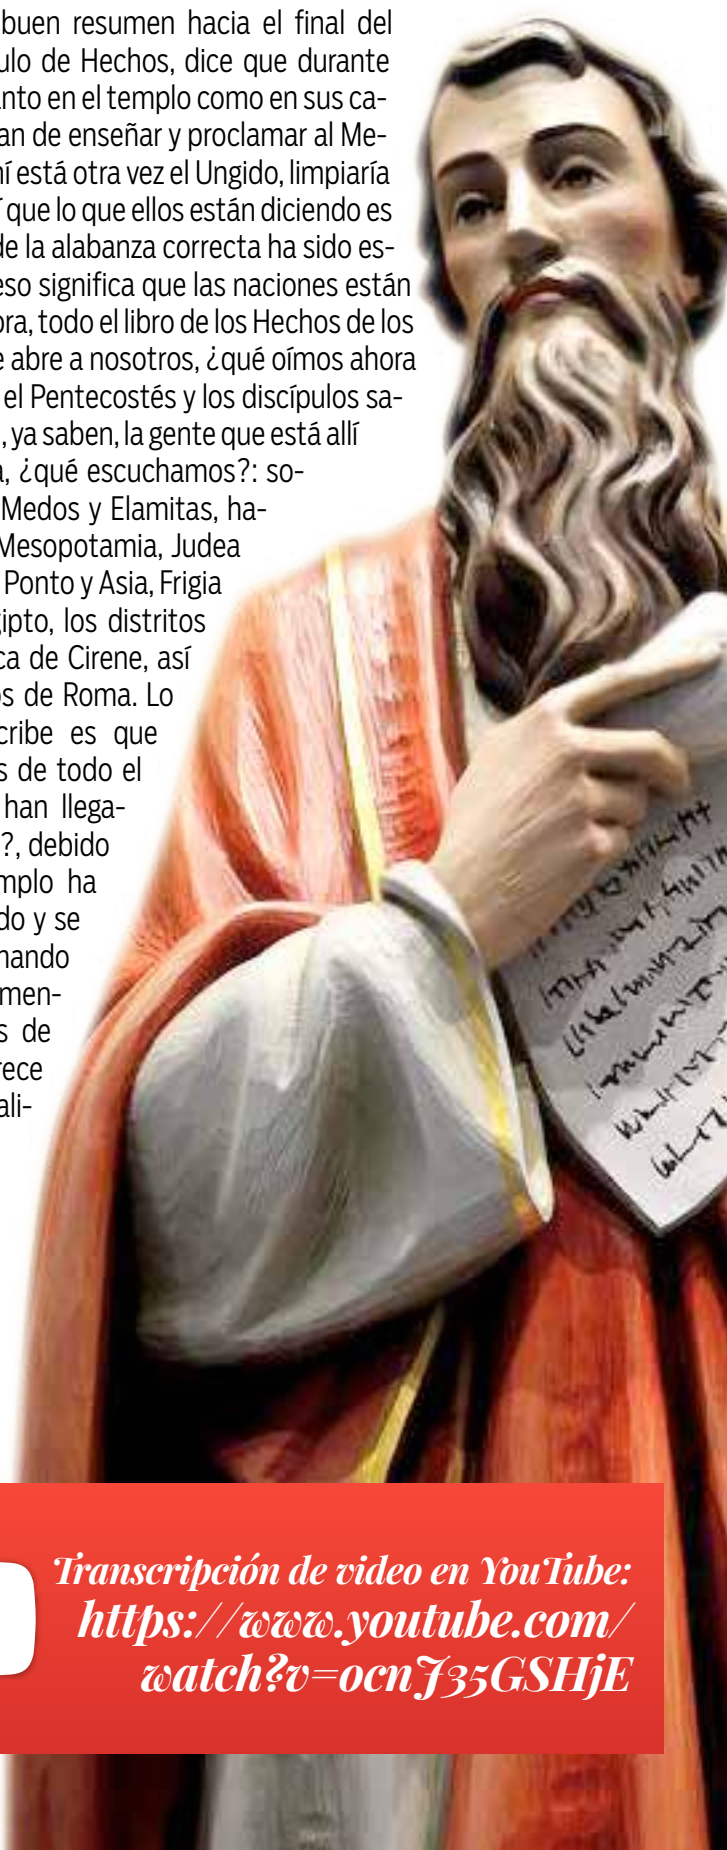 buen resumen hacia el final del
ulo de Hechos, dice que durante
anto en el templo como en sus ca-
an de enseñar y proclamar al Me-
í está otra vez el Ungido, limpiaría
í que lo que ellos están diciendo es
de la alabanza correcta ha sido es-
eso significa que las naciones están
ora, todo el libro de los Hechos de los
e abre a nosotros, ¿qué oímos ahora
el Pentecostés y los discípulos sa-
, ya saben, la gente que está allí
a, ¿qué escuchamos?: so-
Medos y Elamitas, ha-
Mesopotamia, Judea
Ponto y Asia, Frigia
gipto, los distritos
ca de Cirene, así
os de Roma. Lo
cribe es que
s de todo el
han llega-
?, debido
mplo ha
do y se
nando
men-
s de
rece
ali-
Transcripción de video en YouTube:
https://www.youtube.com/
watch?v=ocnJ35GSHjE